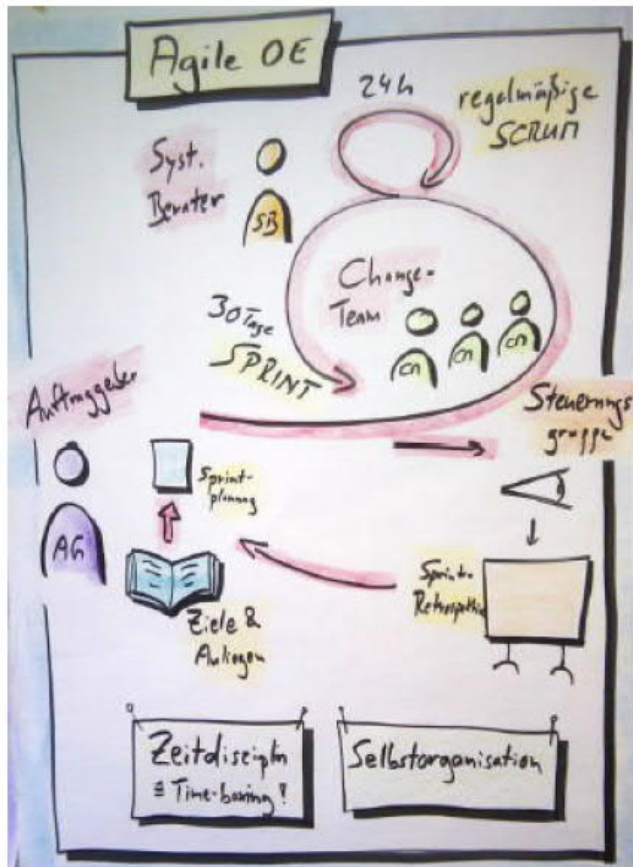 Agile OE
24h
regelmäßige
SCRUM
Syst.
Berater
SB
Change-
Team
CM
CM
CM
30 Tage
SPRINT
Auftraggeber
AG
Sprint-
planung
Ziele &
Anliegen
Steuerungs
gruppe
Sprint-
Retrospektive
Zeitdisziplin
≙ Time-boxing!
Selbstorganisation